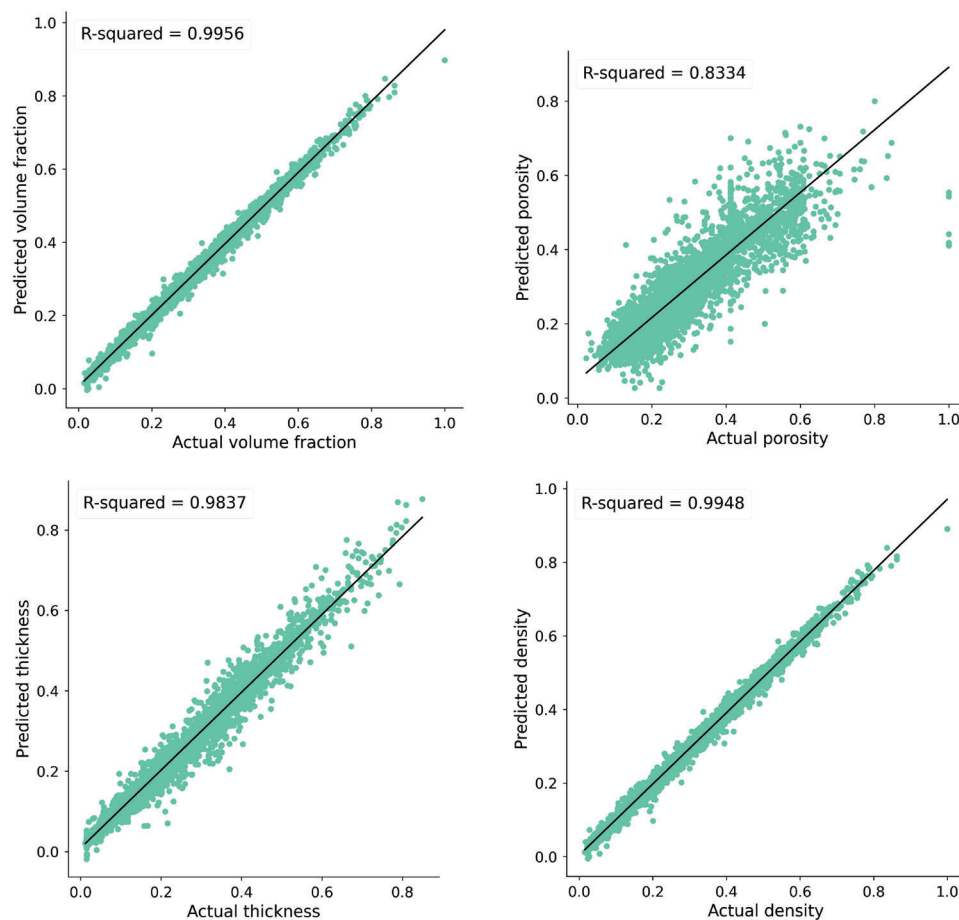 R-squared = 0.9956
1.0
0.8
0.6
0.4
0.2
0.0
Predicted volume fraction
0.0 0.2 0.4 0.6 0.8 1.0
Actual volume fraction
R-squared = 0.8334
0.8
0.6
0.4
0.2
0.0
Predicted porosity
0.0 0.2 0.4 0.6 0.8 1.0
Actual porosity
R-squared = 0.9837
0.8
0.6
0.4
0.2
0.0
Predicted thickness
0.0 0.2 0.4 0.6 0.8
Actual thickness
R-squared = 0.9948
1.0
0.8
0.6
0.4
0.2
0.0
Predicted density
0.0 0.2 0.4 0.6 0.8 1.0
Actual density